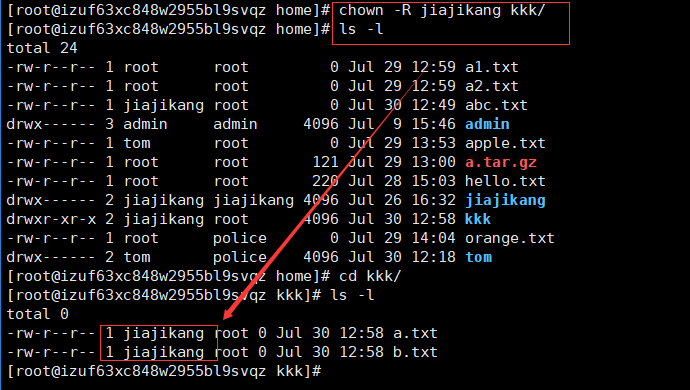 [root@izuf63xc848w2955bl9svqz home]# chown -R jiajikang kkk/
[root@izuf63xc848w2955bl9svqz home]# ls -l
total 24
-rw-r--r-- 1 root      root         0 Jul 29 12:59 a1.txt
-rw-r--r-- 1 root      root         0 Jul 29 12:59 a2.txt
-rw-r--r-- 1 jiajikang root         0 Jul 30 12:49 abc.txt
drwx------ 3 admin     admin     4096 Jul  9 15:46 admin
-rw-r--r-- 1 tom       root         0 Jul 29 13:53 apple.txt
-rw-r--r-- 1 root      root       121 Jul 29 13:00 a.tar.gz
-rw-r--r-- 1 root      root       220 Jul 28 15:03 hello.txt
drwx------ 2 jiajikang jiajikang 4096 Jul 26 16:32 jiajikang
drwxr-xr-x 2 jiajikang root      4096 Jul 30 12:58 kkk
-rw-r--r-- 1 root      police       0 Jul 29 14:04 orange.txt
drwx------ 2 tom       police    4096 Jul 30 12:18 tom
[root@izuf63xc848w2955bl9svqz home]# cd kkk/
[root@izuf63xc848w2955bl9svqz kkk]# ls -l
total 0
-rw-r--r-- 1 jiajikang root 0 Jul 30 12:58 a.txt
-rw-r--r-- 1 jiajikang root 0 Jul 30 12:58 b.txt
[root@izuf63xc848w2955bl9svqz kkk]#